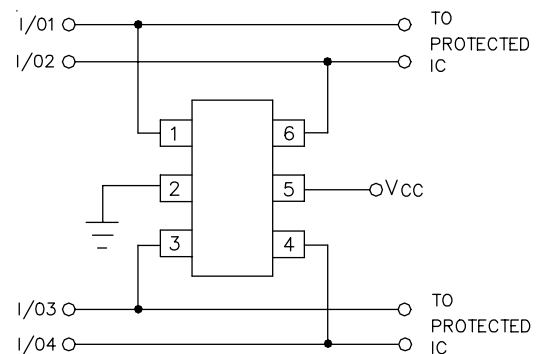 I/01
TO
PROTECTED
I/02
IC
1
6
2
5
VCC
3
4
I/03
TO
PROTECTED
I/04
IC